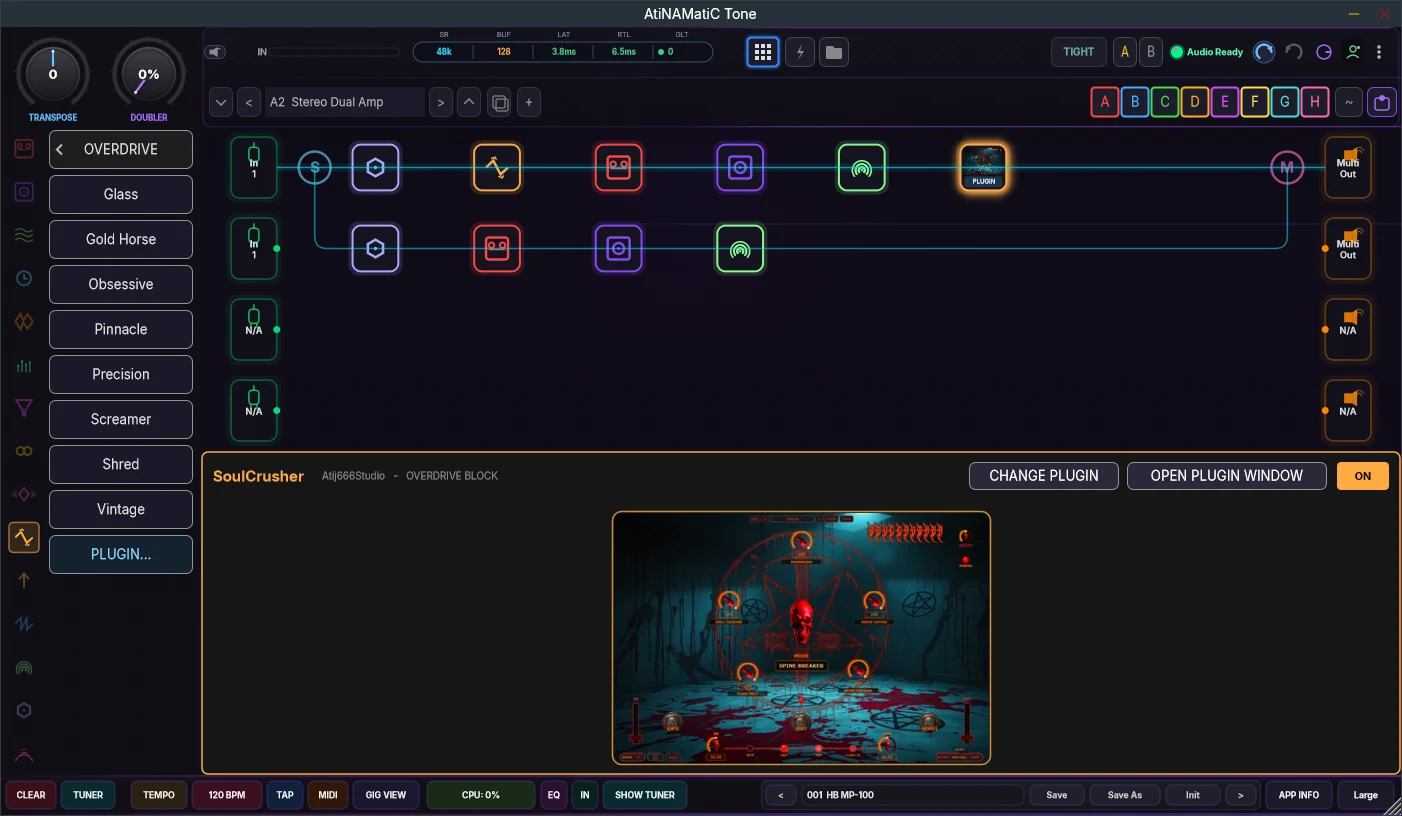 AtiNAMatiC Tone
0
0%
TRANSPOSE
DOUBLER
IN
SR
BUF
LAT
RTL
GLT
48k
128
3.8ms
6.5ms
0
TIGHT
A
B
Audio Ready
<
A2 Stereo Dual Amp
>
+
A
B
C
D
E
F
G
H
~
OVERDRIVE
Glass
Gold Horse
Obsessive
Pinnacle
Precision
Screamer
Shred
Vintage
PLUGIN...
In
1
S
PLUGIN
M
Multi
Out
In
1
Multi
Out
N/A
N/A
N/A
N/A
SoulCrusher
Atij666Studio - OVERDRIVE BLOCK
CHANGE PLUGIN
OPEN PLUGIN WINDOW
ON
SPINE BREAKER
CLEAR
TUNER
TEMPO
120 BPM
TAP
MIDI
GIG VIEW
CPU: 0%
EQ
IN
SHOW TUNER
<
001 HB MP-100
Save
Save As
Init
>
APP INFO
Large